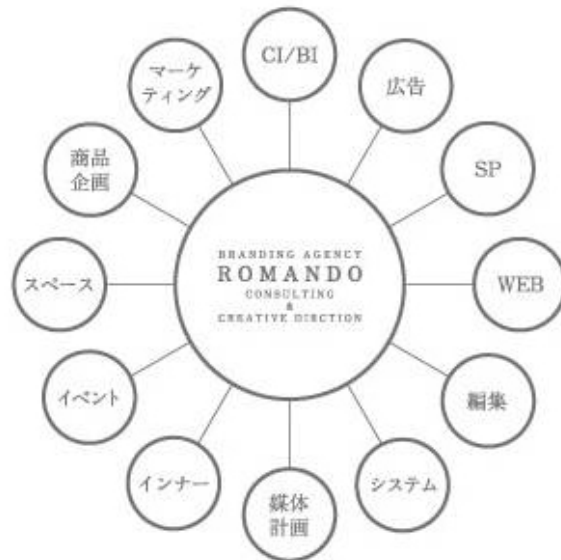 CI/BI
広告
SP
WEB
編集
システム
媒体
計画
インナー
イベント
スペース
商品
企画
マーケ
ティング
BRANDING AGENCY
ROMANDO
CONSULTING
&
CREATIVE DIRCTION